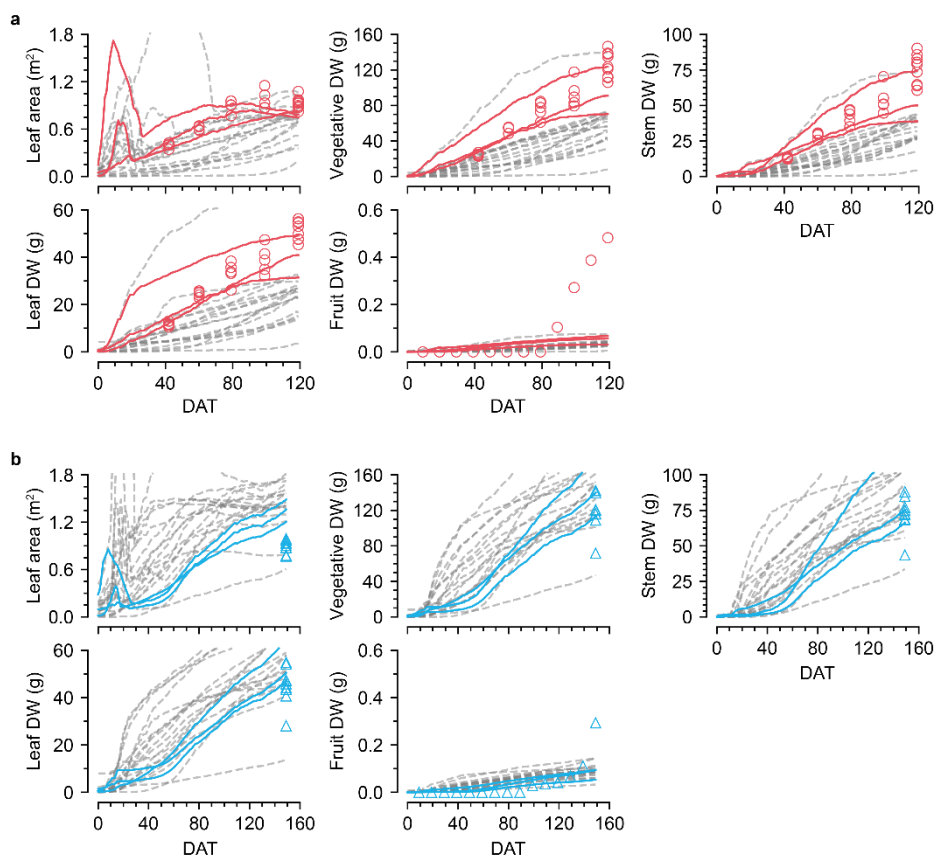 a
Leaf area (m²)
1.8
1.2
0.6
0.0
Vegetative DW (g)
160
120
80
40
0
Stem DW (g)
100
75
50
25
0
0 40 80 120
DAT
Leaf DW (g)
60
40
20
0
0 40 80 120
DAT
Fruit DW (g)
0.6
0.4
0.2
0.0
0 40 80 120
DAT
b
Leaf area (m²)
1.8
1.2
0.6
0.0
Vegetative DW (g)
160
120
80
40
0
Stem DW (g)
100
75
50
25
0
0 40 80 120 160
DAT
Leaf DW (g)
60
40
20
0
0 40 80 120 160
DAT
Fruit DW (g)
0.6
0.4
0.2
0.0
0 40 80 120 160
DAT